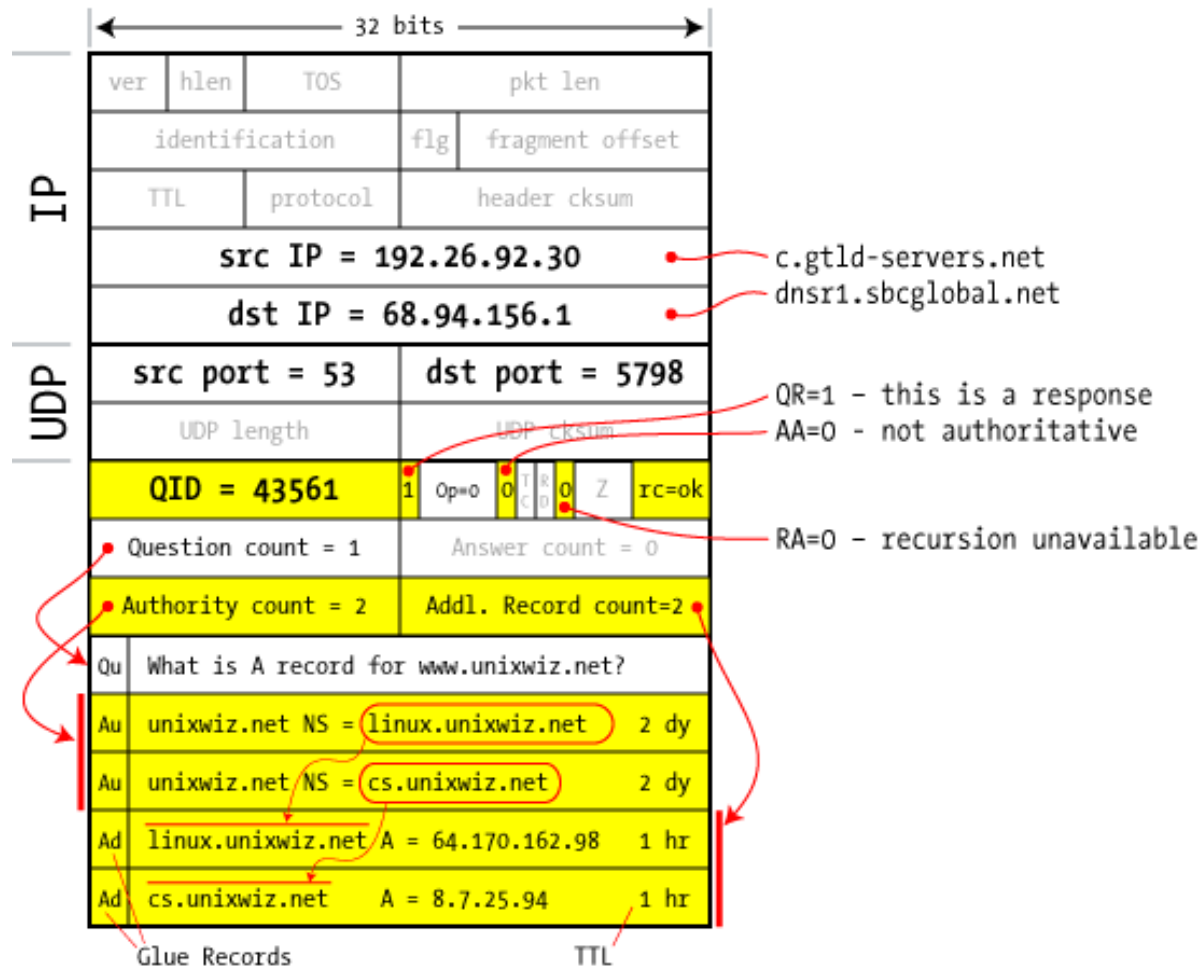 32 bits
ver hlen TOS pkt len
identification flg fragment offset
TTL protocol header cksum
IP
src IP = 192.26.92.30
c.gtld-servers.net
dst IP = 68.94.156.1
dnsr1.sbcglobal.net
UDP
src port = 53 dst port = 5798
QR=1 – this is a response
UDP length UDP cksum
AA=0 - not authoritative
QID = 43561 1 Op=0 0 TC RD 0 Z rc=ok
RA=0 – recursion unavailable
Question count = 1 Answer count = 0
Authority count = 2 Addl. Record count=2
Qu What is A record for www.unixwiz.net?
Au unixwiz.net NS = linux.unixwiz.net 2 dy
Au unixwiz.net NS = cs.unixwiz.net 2 dy
Ad linux.unixwiz.net A = 64.170.162.98 1 hr
Ad cs.unixwiz.net A = 8.7.25.94 1 hr
Glue Records TTL